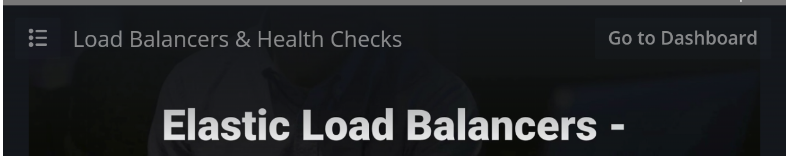 Load Balancers & Health Checks
Go to Dashboard
Elastic Load Balancers -